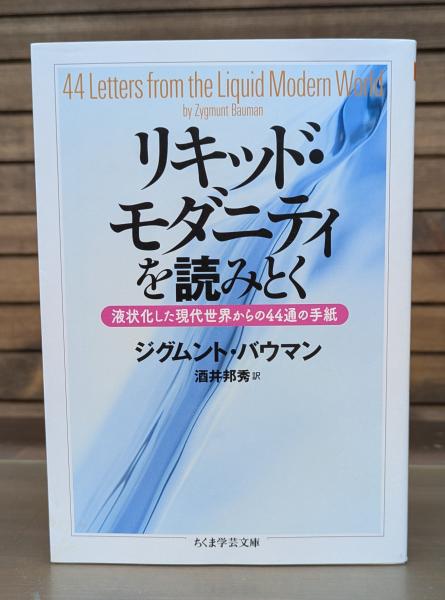 44 Letters from the Liquid Modern World
by Zygmunt Bauman
リキッド・
モダニティ
を読みとく
液状化した現代世界からの44通の手紙
ジグムント・バウマン
酒井邦秀 訳
ちくま学芸文庫